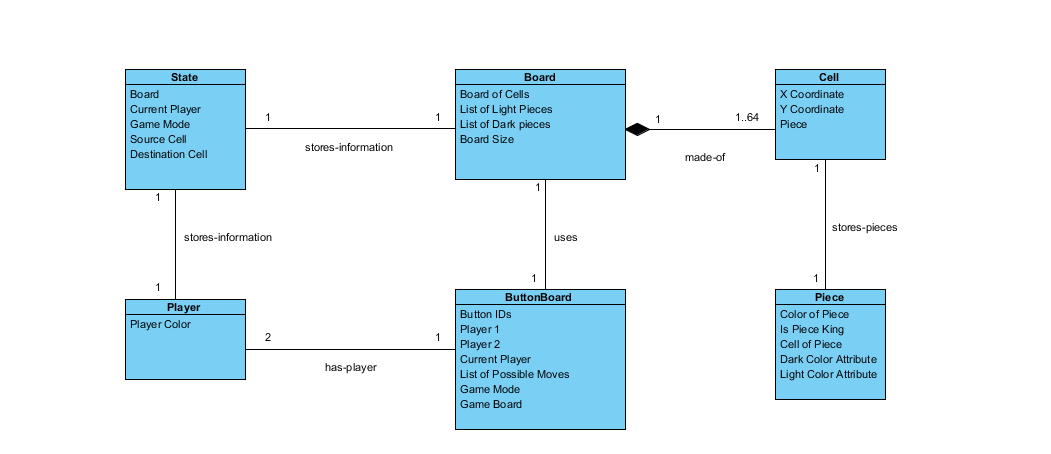 State
Board
Current Player
Game Mode
Source Cell
Destination Cell
1
1
stores-information
Board
Board of Cells
List of Light Pieces
List of Dark pieces
Board Size
1
1..64
made-of
Cell
X Coordinate
Y Coordinate
Piece
1
stores-information
1
1
uses
1
1
stores-pieces
1
Player
Player Color
2
1
has-player
ButtonBoard
Button IDs
Player 1
Player 2
Current Player
List of Possible Moves
Game Mode
Game Board
Piece
Color of Piece
Is Piece King
Cell of Piece
Dark Color Attribute
Light Color Attribute